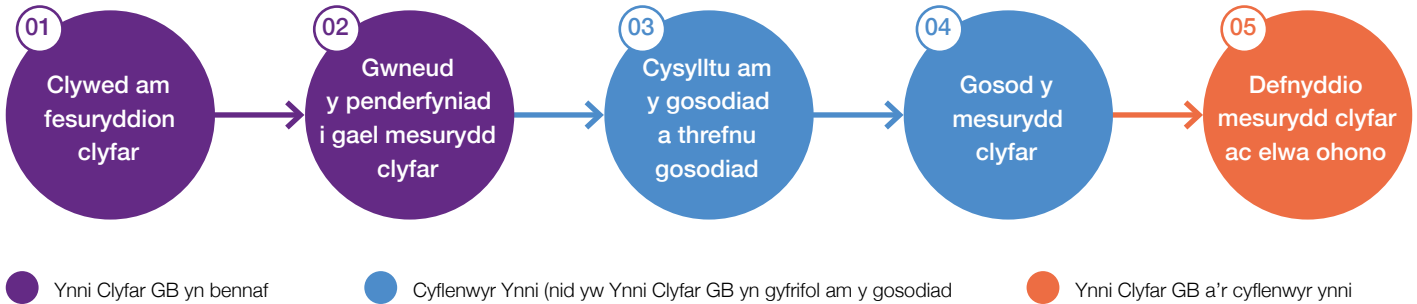 01
Clywed am
fesuryddion
clyfar
02
Gwneud
y penderfyniad
i gael mesurydd
clyfar
03
Cysylltu am
y gosodiad
a threfnu
gosodiad
04
Gosod y
mesurydd
clyfar
05
Defnyddio
mesurydd clyfar
ac elwa ohono
Ynni Clyfar GB yn bennaf
Cyflenwyr Ynni (nid yw Ynni Clyfar GB yn gyfrifol am y gosodiad
Ynni Clyfar GB a'r cyflenwyr ynni